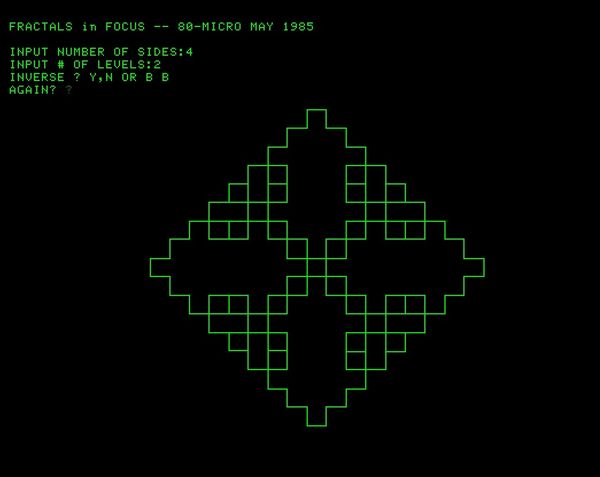 FRACTALS in FOCUS -- 80-MICRO MAY 1985
INPUT NUMBER OF SIDES:4
INPUT # OF LEVELS:2
INVERSE ? Y,N OR B B
AGAIN? ?